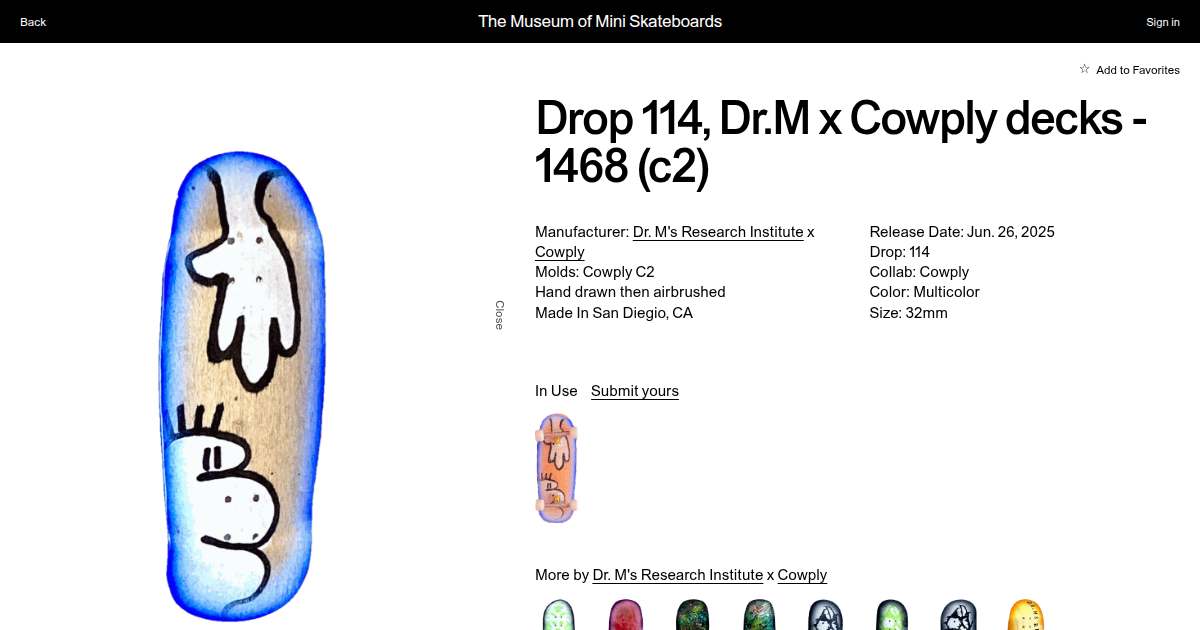 Back
The Museum of Mini Skateboards
Sign in
☆ Add to Favorites
Drop 114, Dr.M x Cowply decks -
1468 (c2)
Manufacturer: Dr. M's Research Institute x
Cowply
Molds: Cowply C2
Hand drawn then airbrushed
Made In San Diegio, CA
Release Date: Jun. 26, 2025
Drop: 114
Collab: Cowply
Color: Multicolor
Size: 32mm
Close
In Use Submit yours
More by Dr. M's Research Institute x Cowply